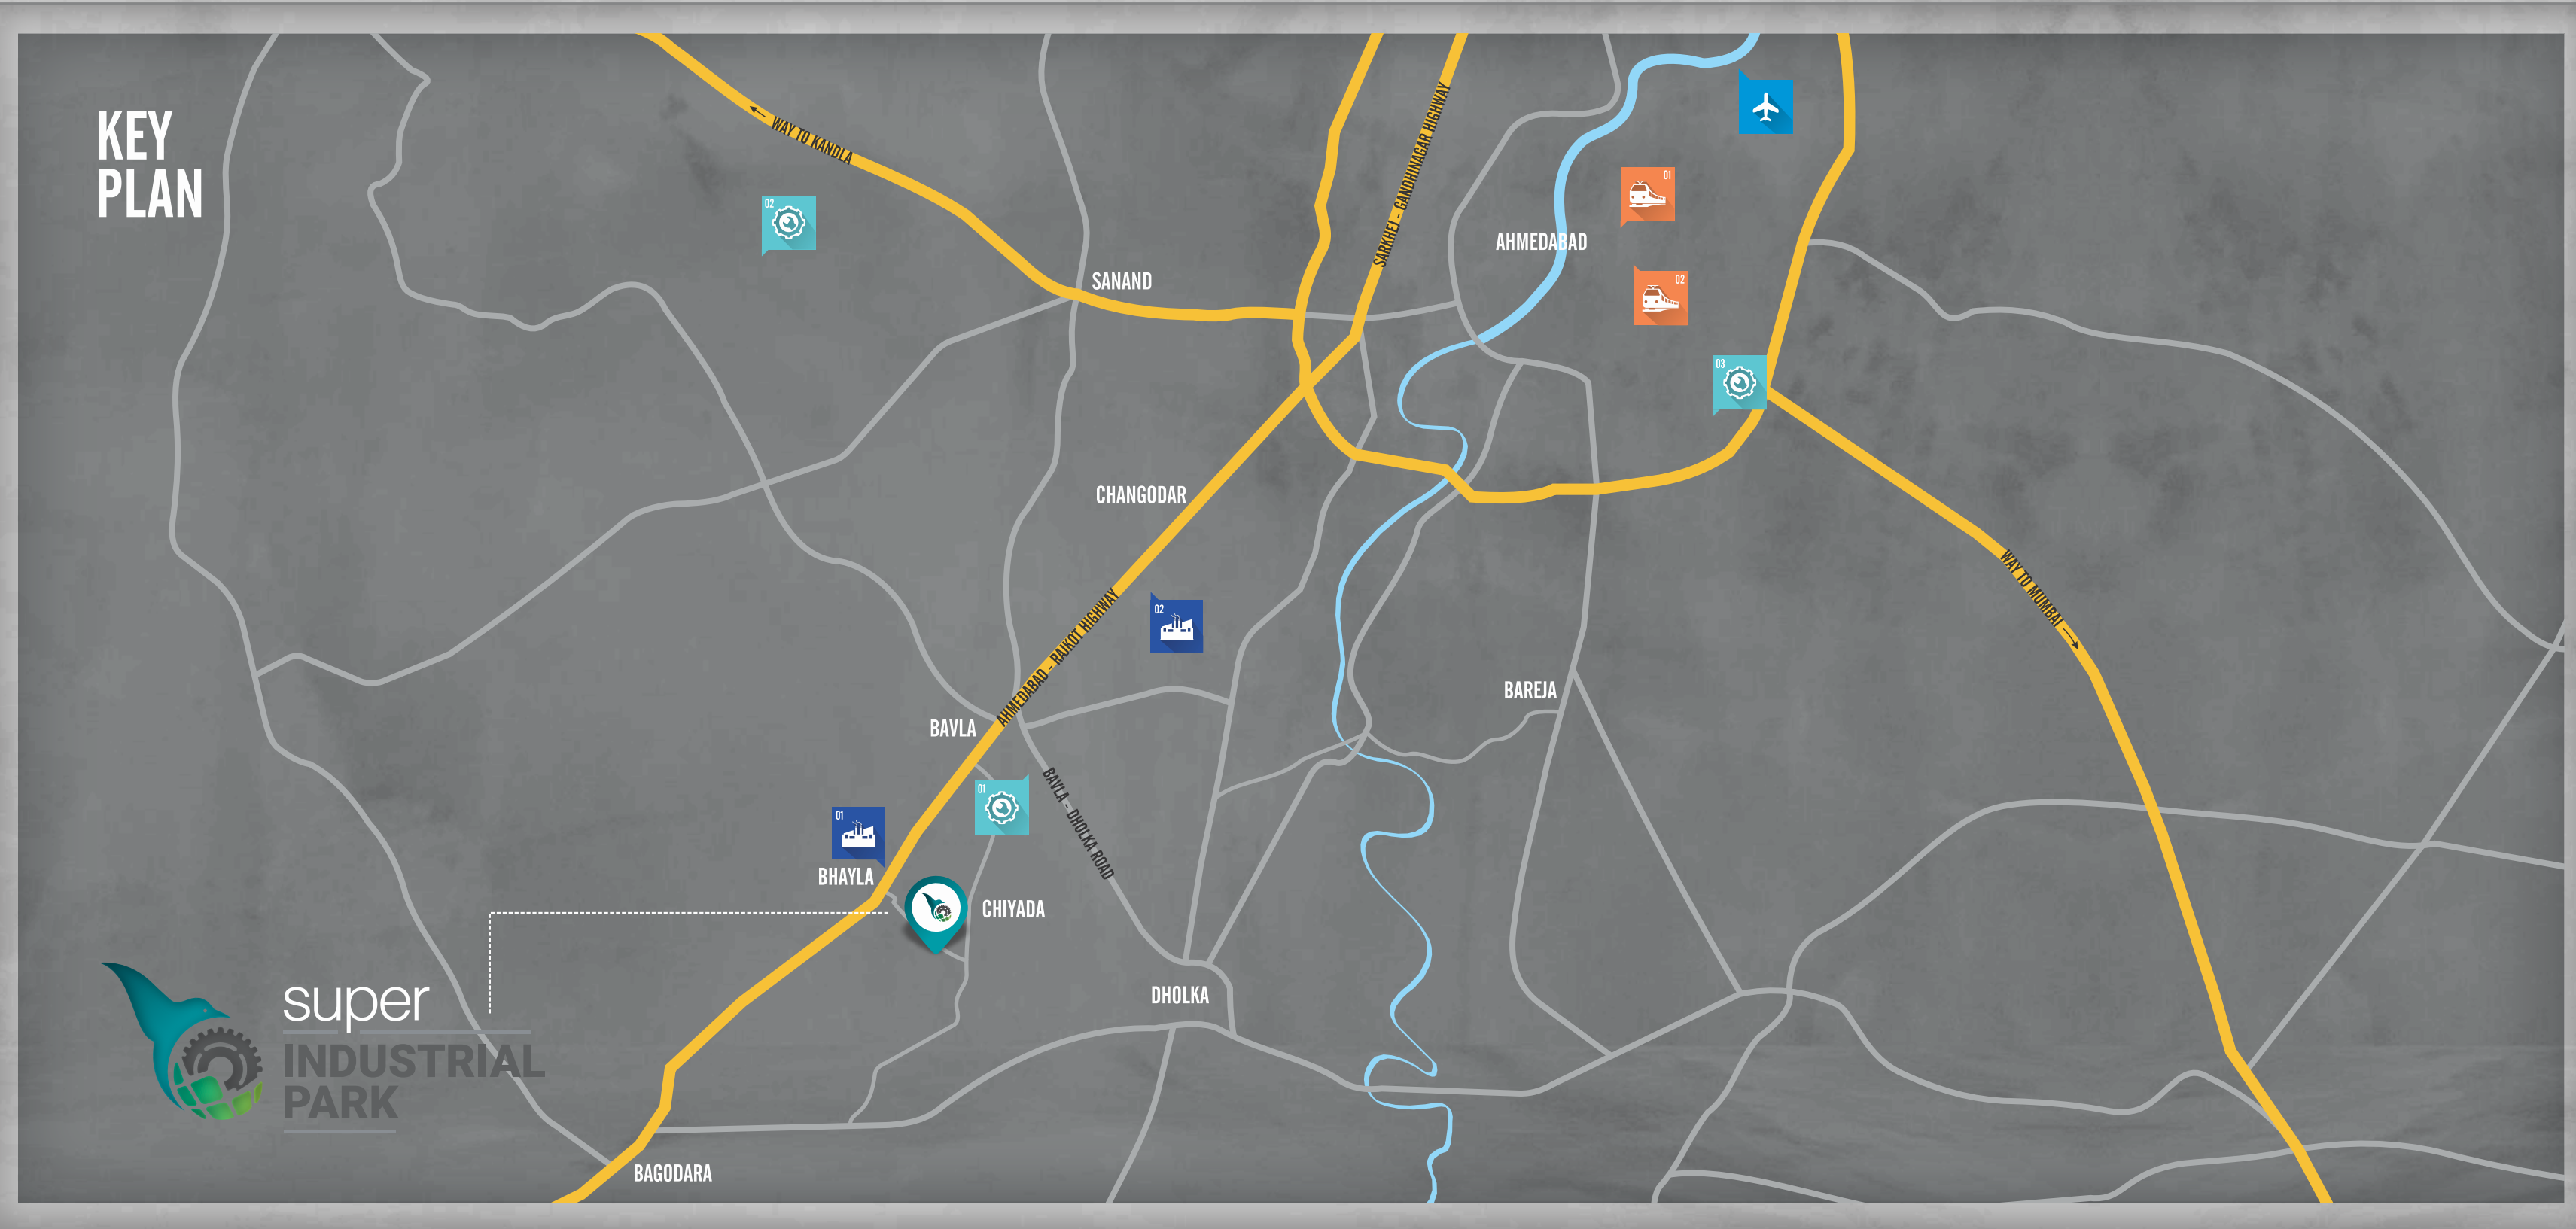 KEY
PLAN
WAY TO KANDLA
SARKHEJ - GANDHINAGAR HIGHWAY
01
02
AHMEDABAD
02
SANAND
03
CHANGODAR
WAY TO MUMBAI
AHMEDABAD - RAJKOT HIGHWAY
02
BAREJA
BAVLA
01
BAVLA - DHOLKA ROAD
01
BHAYLA
CHIYADA
DHOLKA
super
INDUSTRIAL
PARK
BAGODARA